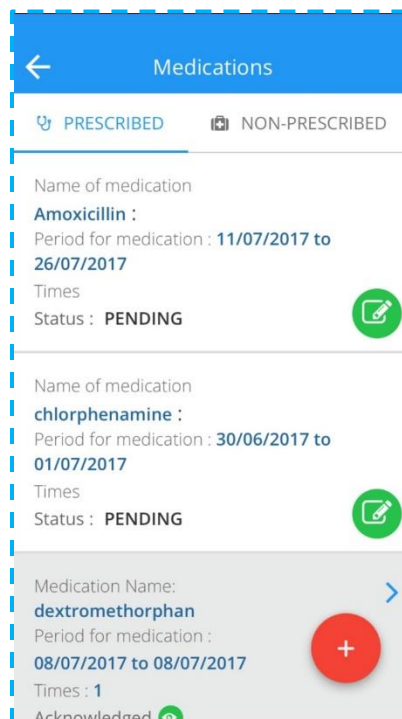 Medications
PRESCRIBED NON-PRESCRIBED
Name of medication
Amoxicillin :
Period for medication : 11/07/2017 to
26/07/2017
Times
Status : PENDING
Name of medication
chlorphenamine :
Period for medication : 30/06/2017 to
01/07/2017
Times
Status : PENDING
Medication Name:
dextromethorphan
Period for medication :
08/07/2017 to 08/07/2017
Times : 1
Acknowledged